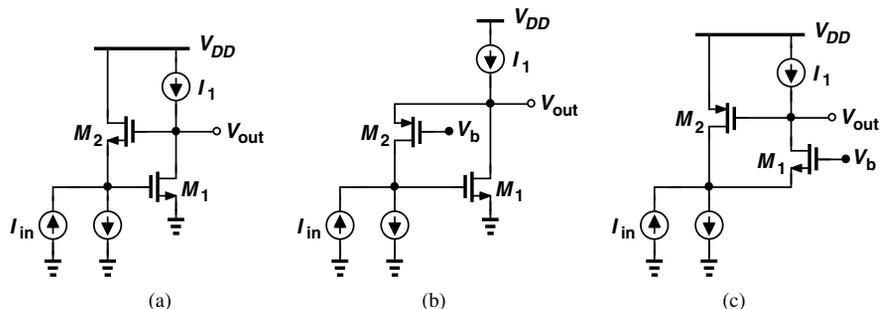 V_DD
I_1
M_2
V_out
M_1
I_in
(a)
V_DD
I_1
V_out
M_2
V_b
M_1
I_in
(b)
V_DD
I_1
M_2
V_out
M_1
V_b
I_in
(c)